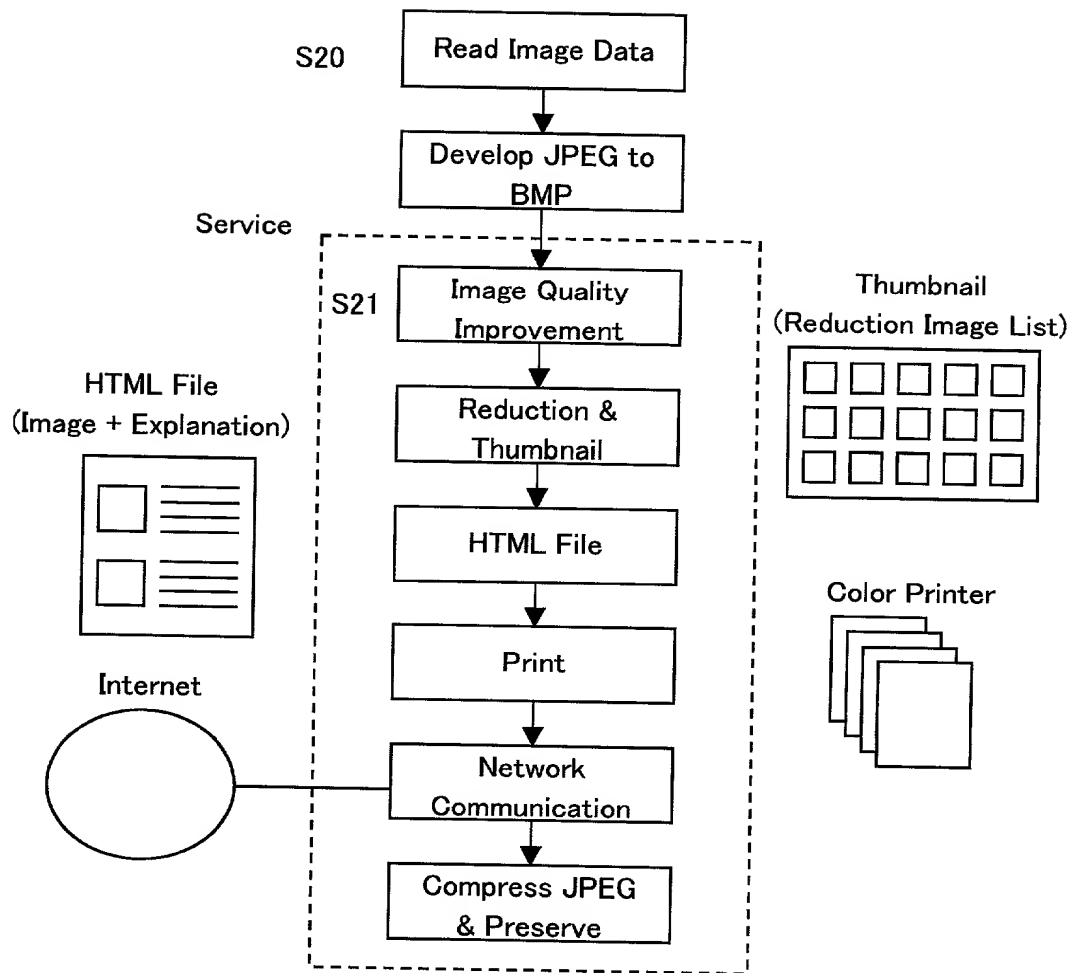 S20
Read Image Data
Develop JPEG to
BMP
Service
S21
Image Quality
Improvement
Thumbnail
(Reduction Image List)
HTML File
(Image + Explanation)
Reduction &
Thumbnail
HTML File
Color Printer
Print
Internet
Network
Communication
Compress JPEG
& Preserve